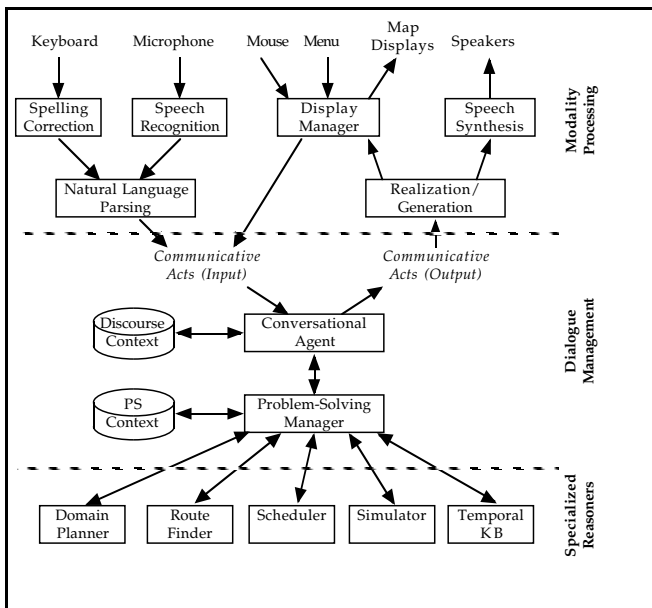 Keyboard Microphone Mouse Menu Map Displays Speakers
Spelling Correction
Speech Recognition
Display Manager
Speech Synthesis
Modality Processing
Natural Language Parsing
Realization/ Generation
Communicative Acts (Input)
Communicative Acts (Output)
Discourse Context
Conversational Agent
Dialogue Management
PS Context
Problem-Solving Manager
Domain Planner
Route Finder
Scheduler
Simulator
Temporal KB
Specialized Reasoners